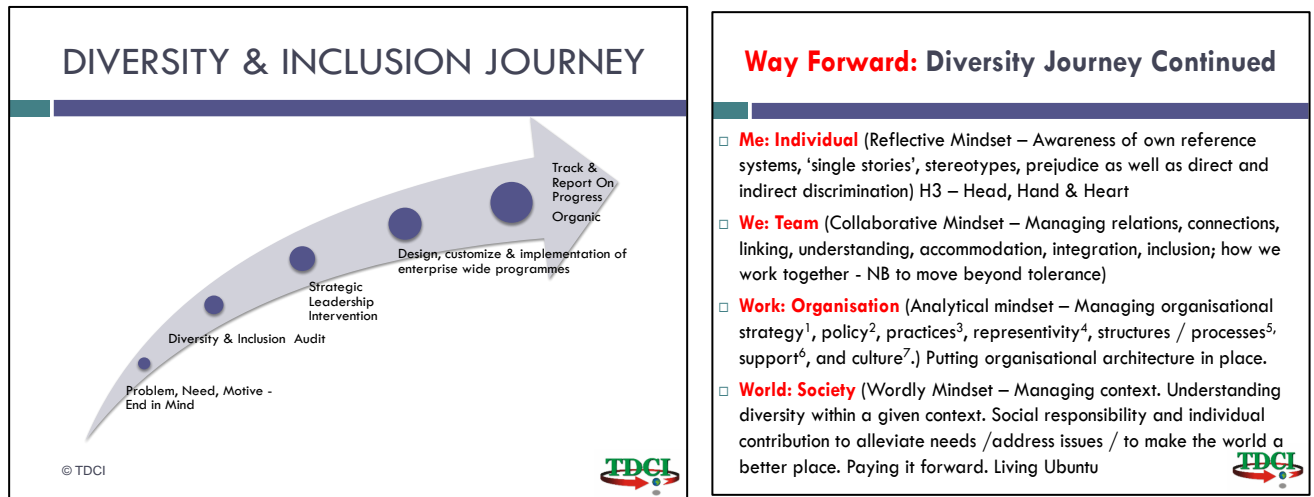 DIVERSITY & INCLUSION JOURNEY
Track &
Report On
Progress
Organic
Design, customize & implementation of
enterprise wide programmes
Strategic
Leadership
Intervention
Diversity & Inclusion Audit
Problem, Need, Motive -
End in Mind
© TDCI
TDCI
Way Forward: Diversity Journey Continued
Me: Individual (Reflective Mindset – Awareness of own reference
systems, ‘single stories’, stereotypes, prejudice as well as direct and
indirect discrimination) H3 – Head, Hand & Heart
We: Team (Collaborative Mindset – Managing relations, connections,
linking, understanding, accommodation, integration, inclusion; how we
work together - NB to move beyond tolerance)
Work: Organisation (Analytical mindset – Managing organisational
strategy¹, policy², practices³, representivity⁴, structures / processes⁵,
support⁶, and culture⁷.) Putting organisational architecture in place.
World: Society (Wordly Mindset – Managing context. Understanding
diversity within a given context. Social responsibility and individual
contribution to alleviate needs /address issues / to make the world a
better place. Paying it forward. Living Ubuntu
TDCI